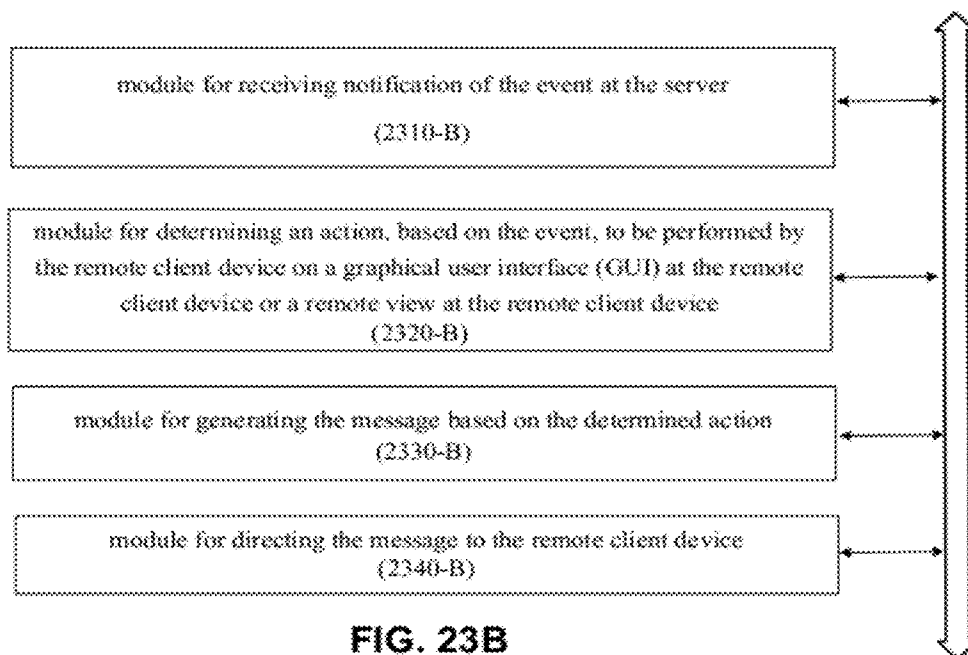 module for receiving notification of the event at the server
(2310-B)
module for determining an action, based on the event, to be performed by
the remote client device on a graphical user interface (GUI) at the remote
client device or a remote view at the remote client device
(2320-B)
module for generating the message based on the determined action
(2330-B)
module for directing the message to the remote client device
(2340-B)
FIG. 23B